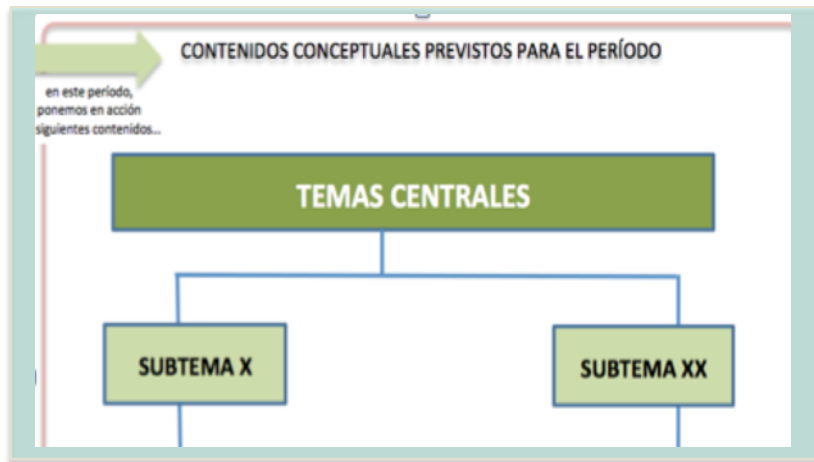 CONTENIDOS CONCEPTUALES PREVISTOS PARA EL PERÍODO
en este período,
ponemos en acción
siguientes contenidos...
TEMAS CENTRALES
SUBTEMA X
SUBTEMA XX